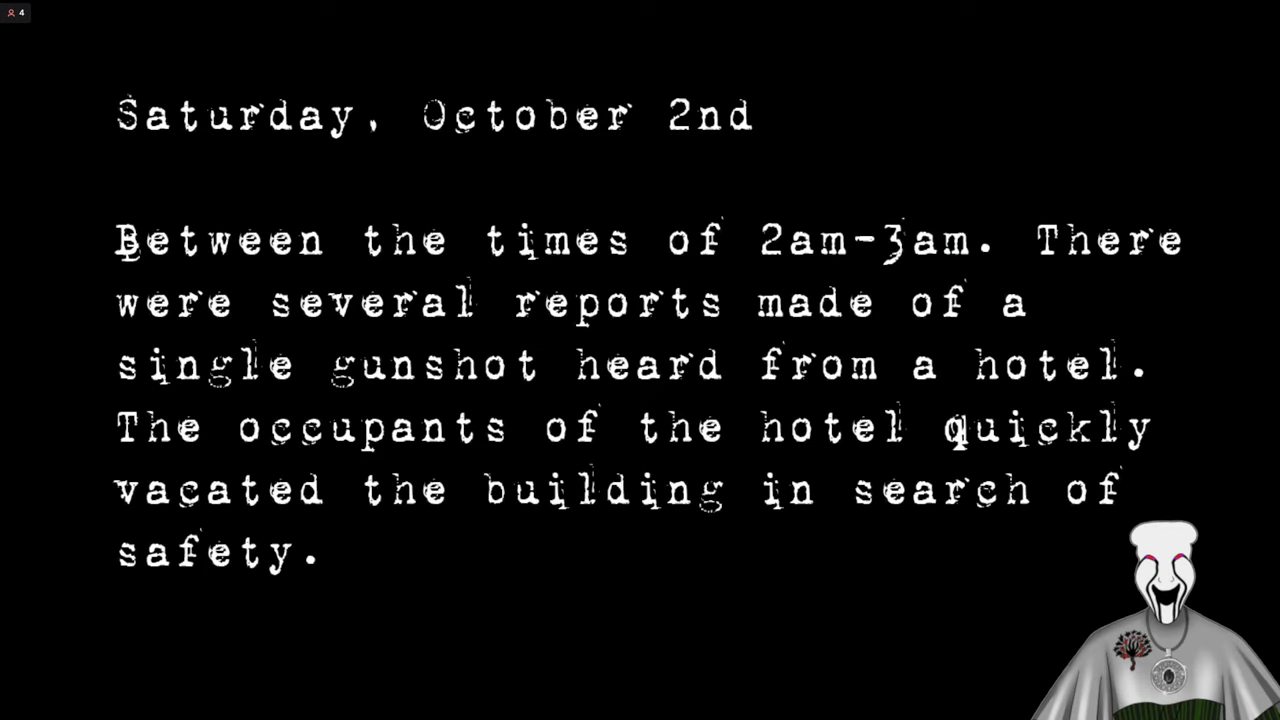 4
Saturday, October 2nd
Between the times of 2am-3am. There
were several reports made of a
single gunshot heard from a hotel.
The occupants of the hotel quickly
vacated the building in search of
safety.